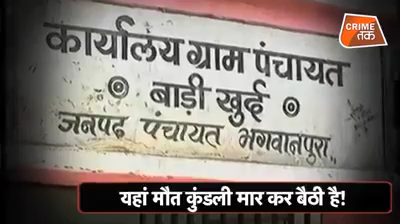 CRIME
तक
कार्यालय ग्राम पंचायत
बाड़ी खुर्द
जनपद पंचायत भगवानपुरा
यहां मौत कुंडली मार कर बैठी है!